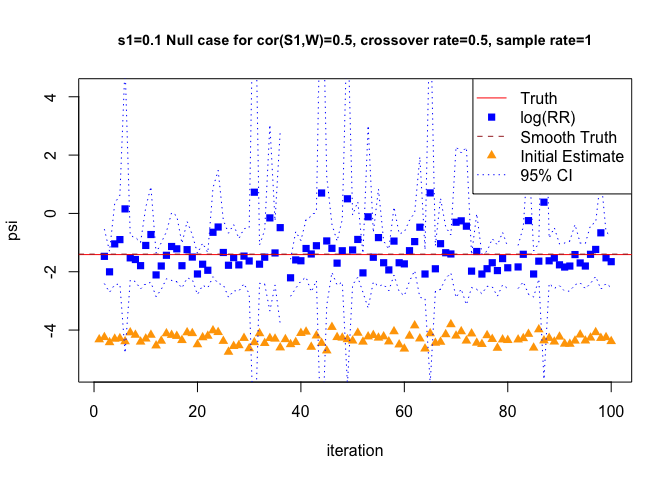 s1=0.1 Null case for cor(S1,W)=0.5, crossover rate=0.5, sample rate=1
psi
4
2
0
-2
-4
Truth
log(RR)
Smooth Truth
Initial Estimate
95% CI
0 20 40 60 80 100
iteration